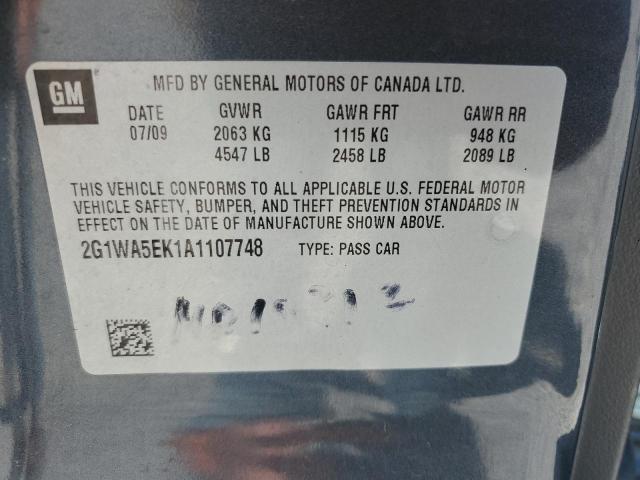 GM
MFD BY GENERAL MOTORS OF CANADA LTD.
DATE GVWR GAWR FRT GAWR RR
07/09 2063 KG 1115 KG 948 KG
4547 LB 2458 LB 2089 LB
THIS VEHICLE CONFORMS TO ALL APPLICABLE U.S. FEDERAL MOTOR
VEHICLE SAFETY, BUMPER, AND THEFT PREVENTION STANDARDS IN
EFFECT ON THE DATE OF MANUFACTURE SHOWN ABOVE.
2G1WA5EK1A1107748 TYPE: PASS CAR